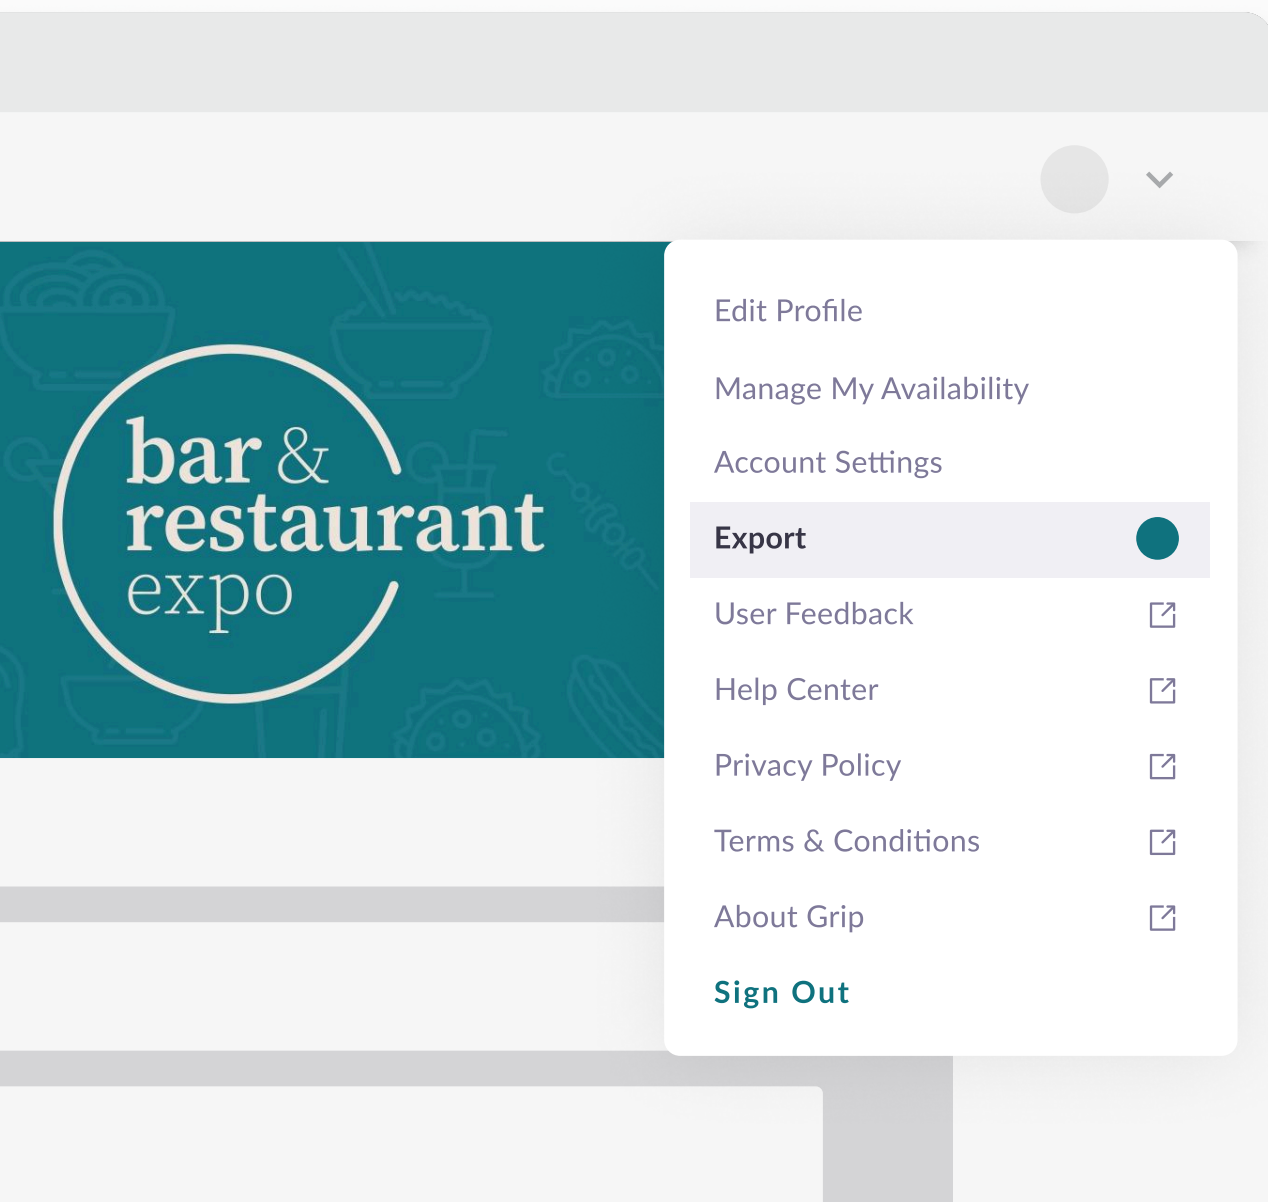 bar &
restaurant
expo
Edit Profile
Manage My Availability
Account Settings
Export
User Feedback
Help Center
Privacy Policy
Terms & Conditions
About Grip
Sign Out